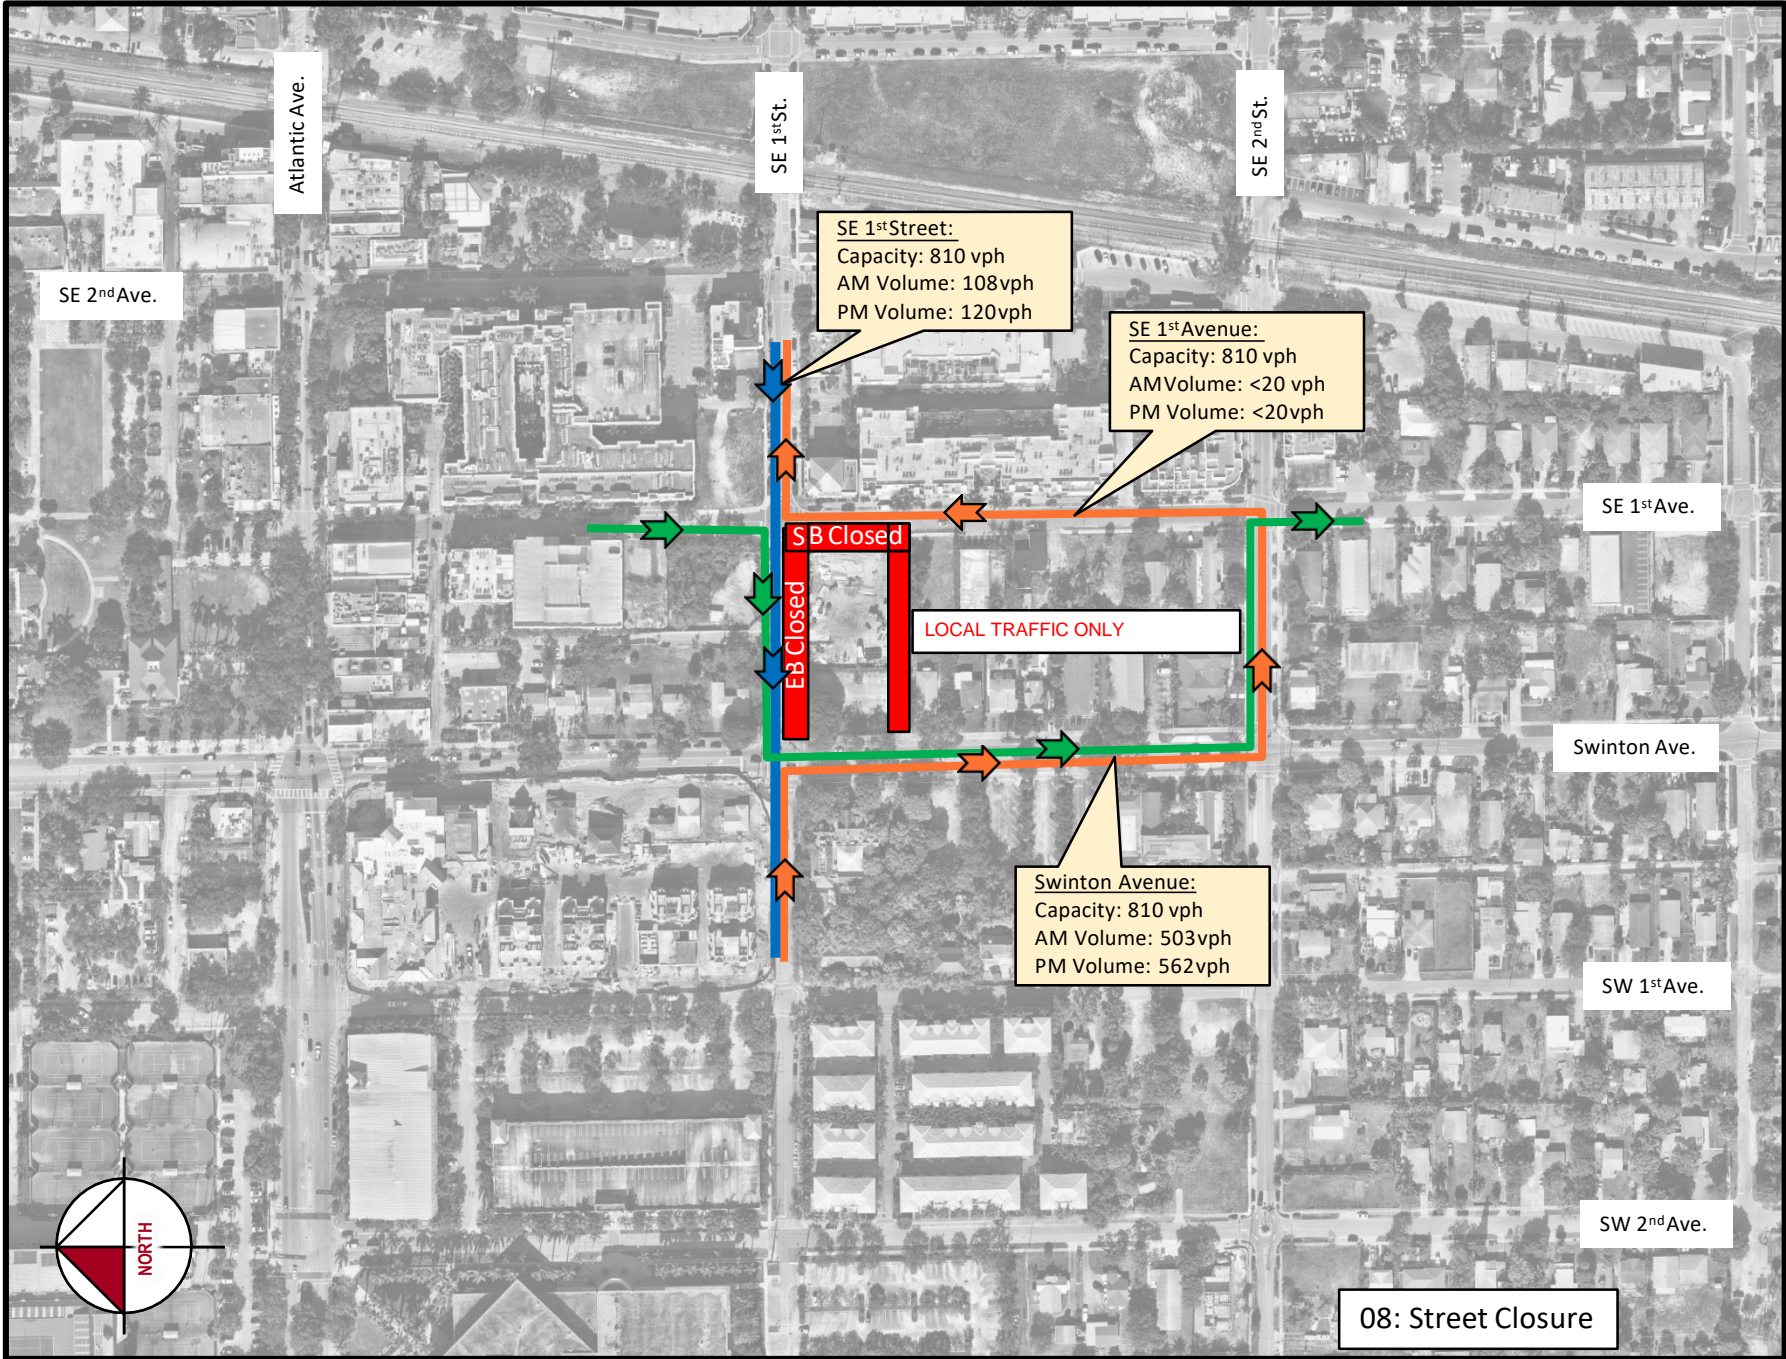 Atlantic Ave.
SE 1st St.
SE 2nd St.
SE 2nd Ave.
SE 1st Street:
Capacity: 810 vph
AM Volume: 108vph
PM Volume: 120vph
SE 1st Avenue:
Capacity: 810 vph
AMVolume: <20 vph
PM Volume: <20vph
SE 1st Ave.
SB Closed
EB Closed
LOCAL TRAFFIC ONLY
Swinton Ave.
Swinton Avenue:
Capacity: 810 vph
AM Volume: 503vph
PM Volume: 562vph
SW 1st Ave.
SW 2nd Ave.
NORTH
08: Street Closure